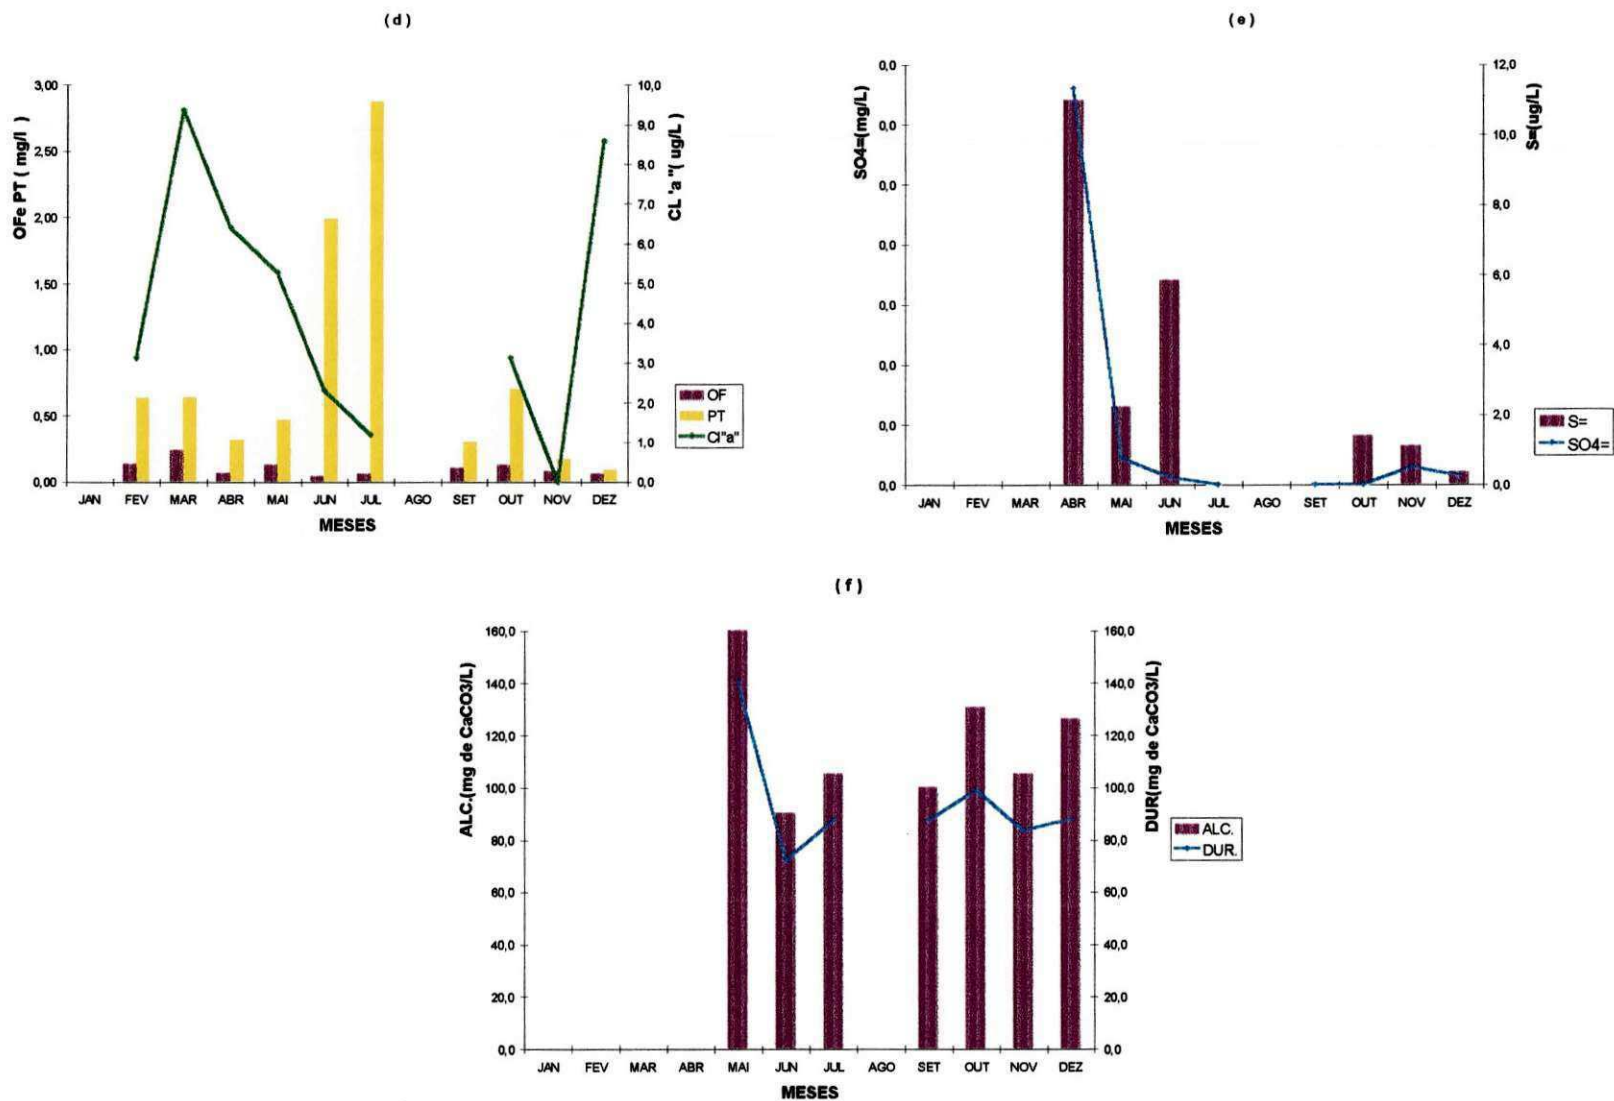 ( d )
3,00
2,50
2,00
1,50
1,00
0,50
0,00
OFe PT ( mg/l )
10,0
9,0
8,0
7,0
6,0
5,0
4,0
3,0
2,0
1,0
0,0
CL 'a "( ug/L )
JAN FEV MAR ABR MAI JUN JUL AGO SET OUT NOV DEZ
MESES
OF
PT
Cl"a"
( e )
0,0
0,0
0,0
0,0
0,0
0,0
0,0
0,0
SO4=(mg/L)
12,0
10,0
8,0
6,0
4,0
2,0
0,0
S=(ug/L)
JAN FEV MAR ABR MAI JUN JUL AGO SET OUT NOV DEZ
MESES
S=
SO4=
( f )
160,0
140,0
120,0
100,0
80,0
60,0
40,0
20,0
0,0
ALC.(mg de CaCO3/L)
160,0
140,0
120,0
100,0
80,0
60,0
40,0
20,0
0,0
DUR(mg de CaCO3/L)
JAN FEV MAR ABR MAI JUN JUL AGO SET OUT NOV DEZ
MESES
ALC.
DUR.